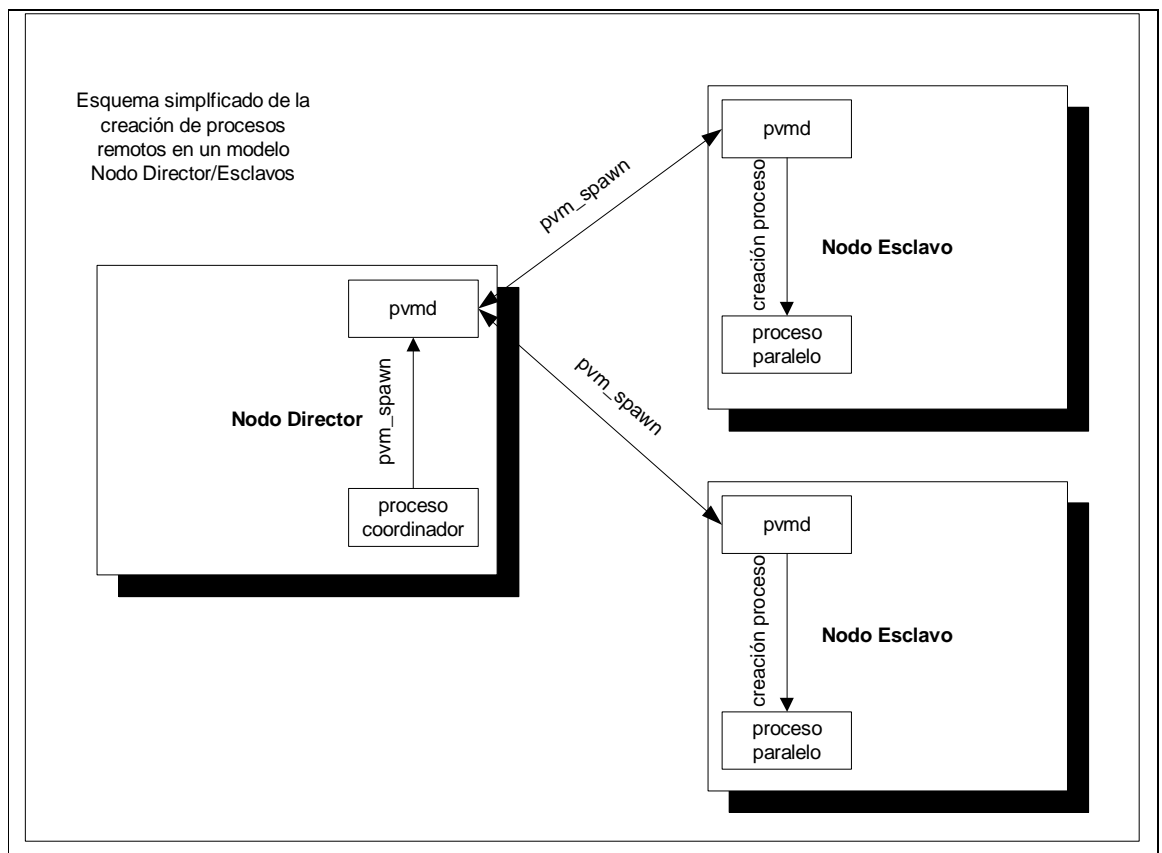 Esquema simplficado de la
creación de procesos
remotos en un modelo
Nodo Director/Esclavos
pvmd
pvm_spawn
Nodo Director
proceso
coordinador
pvm_spawn
pvm_spawn
pvmd
creación proceso
Nodo Esclavo
proceso
paralelo
pvmd
creación proceso
Nodo Esclavo
proceso
paralelo